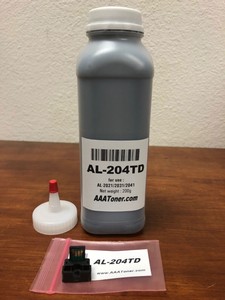 AL-204TD
for use :
AL 2021/2031/2041
Net weight : 200g
AAAToner.com
AL-204TD
www.AAAToner.com